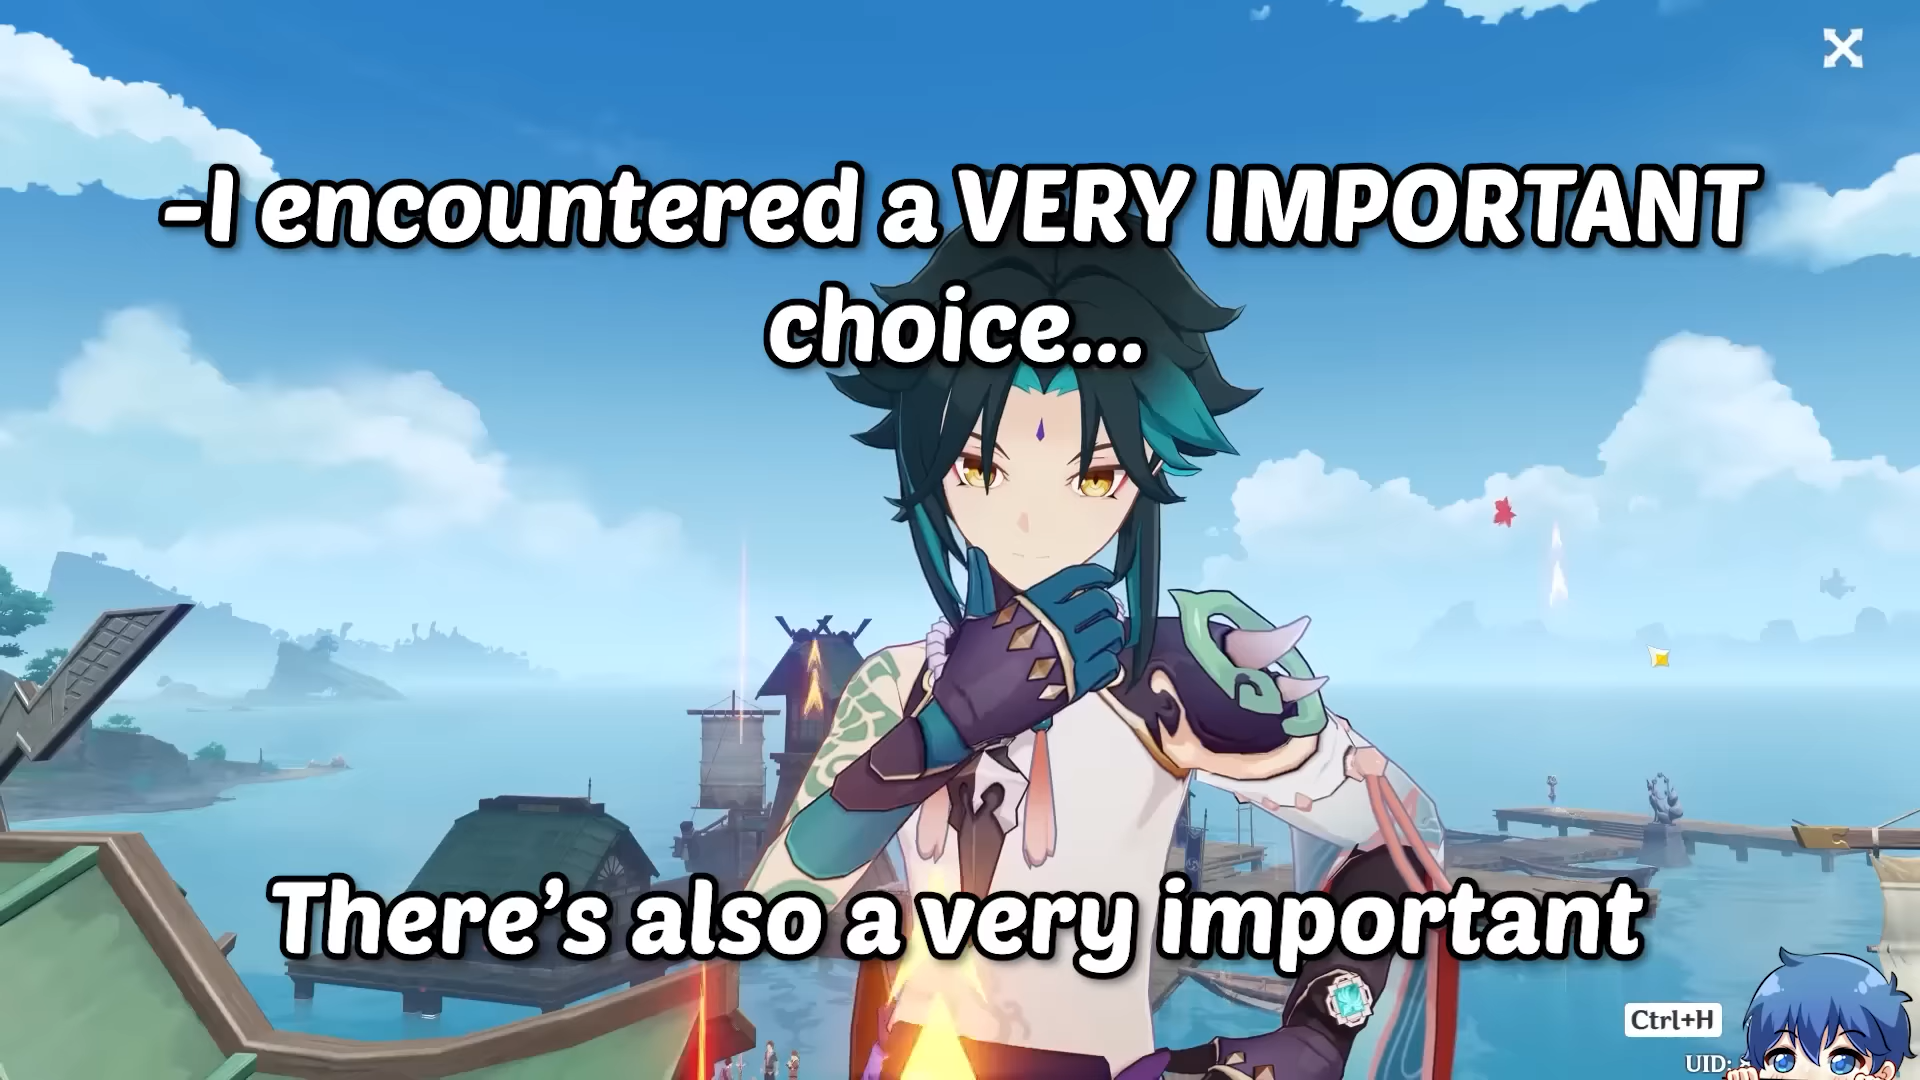 -I encountered a VERY IMPORTANT
choice...
There's also a very important
Ctrl+H
UID: